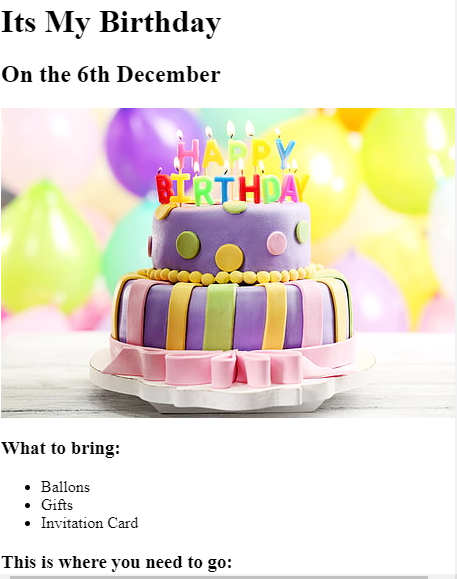 Its My Birthday
On the 6th December
HAPPY
BIRTHDAY
What to bring:
Ballons
Gifts
Invitation Card
This is where you need to go: